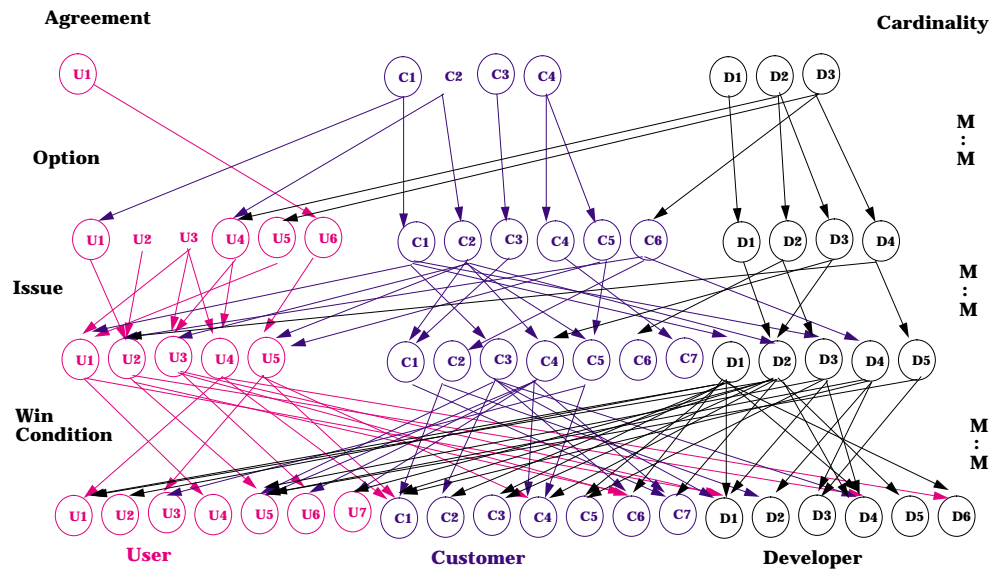 Agreement
Cardinality
U1 C1 C2 C3 C4 D1 D2 D3
M
:
M
Option
U1 U2 U3 U4 U5 U6 C1 C2 C3 C4 C5 C6 D1 D2 D3 D4
M
:
M
Issue
U1 U2 U3 U4 U5 C1 C2 C3 C4 C5 C6 C7 D1 D2 D3 D4 D5
Win
Condition
M
:
M
U1 U2 U3 U4 U5 U6 U7 C1 C2 C3 C4 C5 C6 C7 D1 D2 D3 D4 D5 D6
User Customer Developer